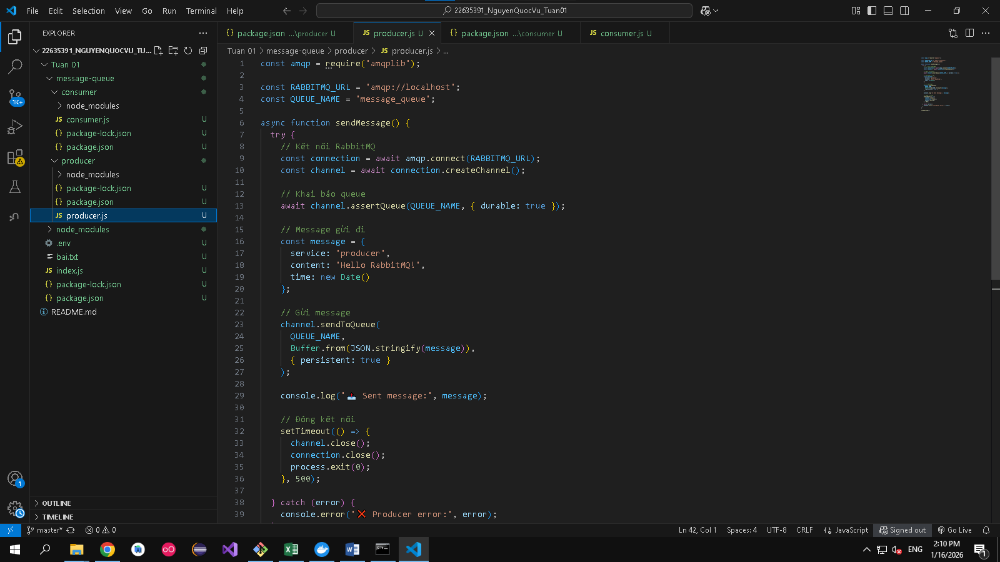 File Edit Selection View Go Run Terminal Help
22635391_NguyenQuocVu_Tuan01
EXPLORER
22635391_NGUYENQUOCVU_TU...
Tuan 01
message-queue
consumer
node_modules
JS consumer.js U
{} package-lock.json U
{} package.json U
producer
node_modules
{} package-lock.json U
{} package.json U
JS producer.js U
node_modules
.env U
bai.txt U
JS index.js U
{} package-lock.json U
{} package.json U
README.md
OUTLINE
TIMELINE
1K+
1
{} package.json ...\producer U
JS producer.js U
{} package.json ...\consumer U
JS consumer.js U
Tuan 01 > message-queue > producer > JS producer.js > ...
1 const amqp = require('amqplib');
2
3 const RABBITMQ_URL = 'amqp://localhost';
4 const QUEUE_NAME = 'message_queue';
5
6 async function sendMessage() {
7 try {
8 // Kết nối RabbitMQ
9 const connection = await amqp.connect(RABBITMQ_URL);
10 const channel = await connection.createChannel();
11
12 // Khai báo queue
13 await channel.assertQueue(QUEUE_NAME, { durable: true });
14
15 // Message gửi đi
16 const message = {
17 service: 'producer',
18 content: 'Hello RabbitMQ!',
19 time: new Date()
20 };
21
22 // Gửi message
23 channel.sendToQueue(
24 QUEUE_NAME,
25 Buffer.from(JSON.stringify(message)),
26 { persistent: true }
27 );
28
29 console.log('📤 Sent message:', message);
30
31 // Đóng kết nối
32 setTimeout(() => {
33 channel.close();
34 connection.close();
35 process.exit(0);
36 }, 500);
37
38 } catch (error) {
39 console.error('❌ Producer error:', error);
master* 0 0 Ln 42, Col 1 Spaces: 4 UTF-8 CRLF {} JavaScript Signed out Go Live
ENG
2:10 PM
1/16/2026
1